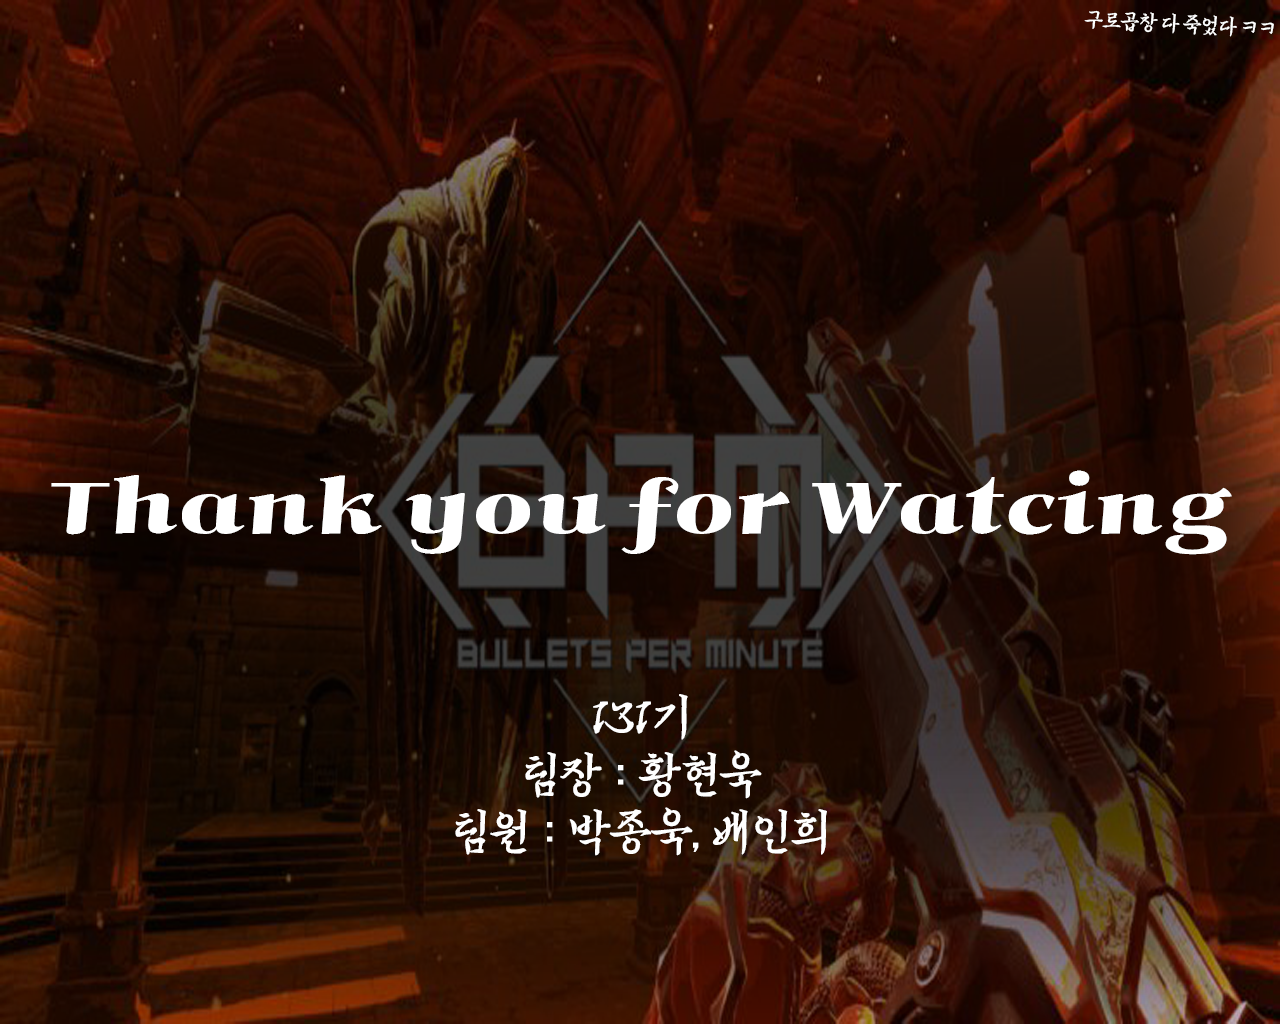 구로곱창 다 죽었다 ㅋㅋ
BPM
Thank you for Watcing
BULLETS PER MINUTE
131기
팀장 : 황현욱
팀원 : 박종욱, 배인희